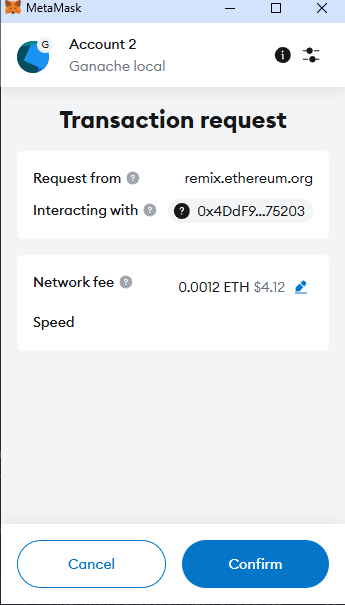 MetaMask
G
Account 2
Ganache local
Transaction request
Request from ? remix.ethereum.org
Interacting with ? ? 0x4DdF9...75203
Network fee ? 0.0012 ETH $4.12
Speed
Cancel Confirm